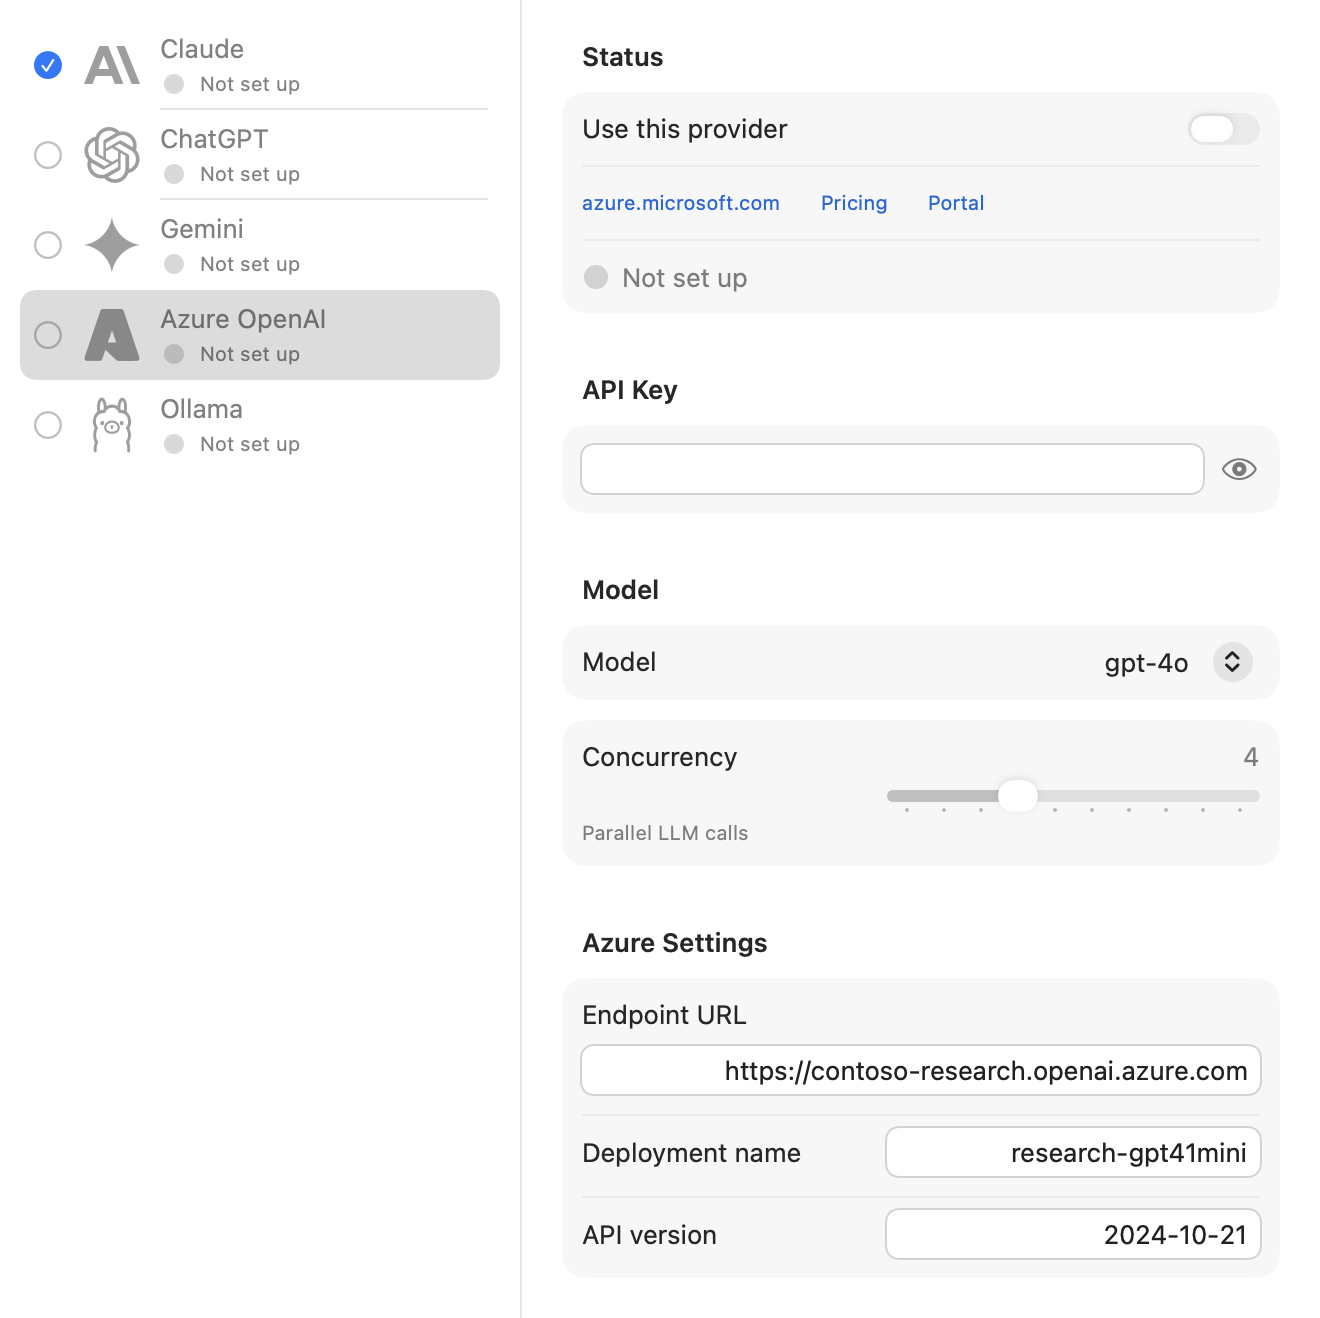 Claude
Not set up
ChatGPT
Not set up
Gemini
Not set up
Azure OpenAI
Not set up
Ollama
Not set up
Status
Use this provider
azure.microsoft.com Pricing Portal
Not set up
API Key
Model
Model gpt-4o
Concurrency 4
Parallel LLM calls
Azure Settings
Endpoint URL
https://contoso-research.openai.azure.com
Deployment name research-gpt41mini
API version 2024-10-21